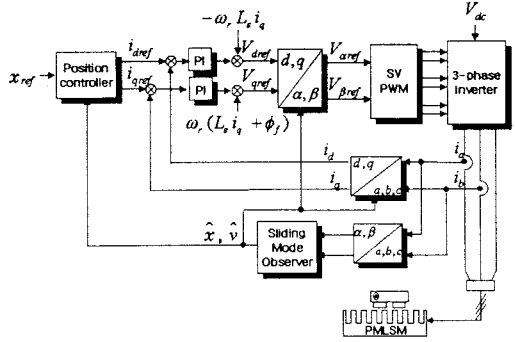 −ω_r L_s i_q
V_dc
i_dref
V_dref
V_αref
x_ref
Position controller
PI
d, q
α, β
SV PWM
3-phase Inverter
i_qref
PI
V_qref
V_βref
ω_r (L_s i_q + ϕ_f)
i_d
d, q
a,b,c
i_a
i_q
i_b
x̂ , v̂
Sliding Mode Observer
α, β
a,b,c
PMLSM